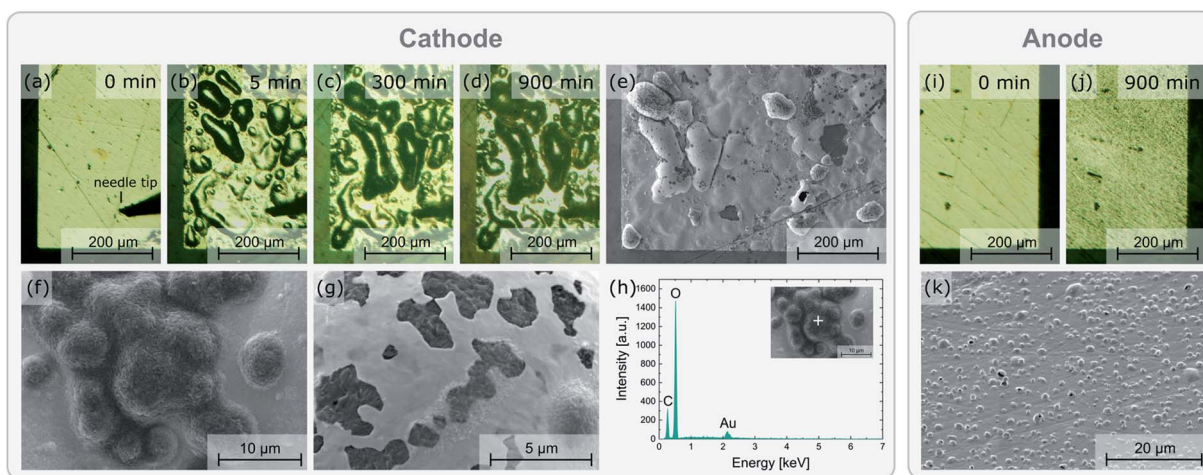 Cathode
Anode
(a) 0 min
needle tip
200 µm
(b) 5 min
200 µm
(c) 300 min
200 µm
(d) 900 min
200 µm
(e)
200 µm
(i) 0 min
200 µm
(j) 900 min
200 µm
(f)
10 µm
(g)
5 µm
(h)
Intensity [a.u.]
1600
1400
1200
1000
800
600
400
200
0
O
C
Au
10 µm
0 1 2 3 4 5 6 7
Energy [keV]
(k)
20 µm